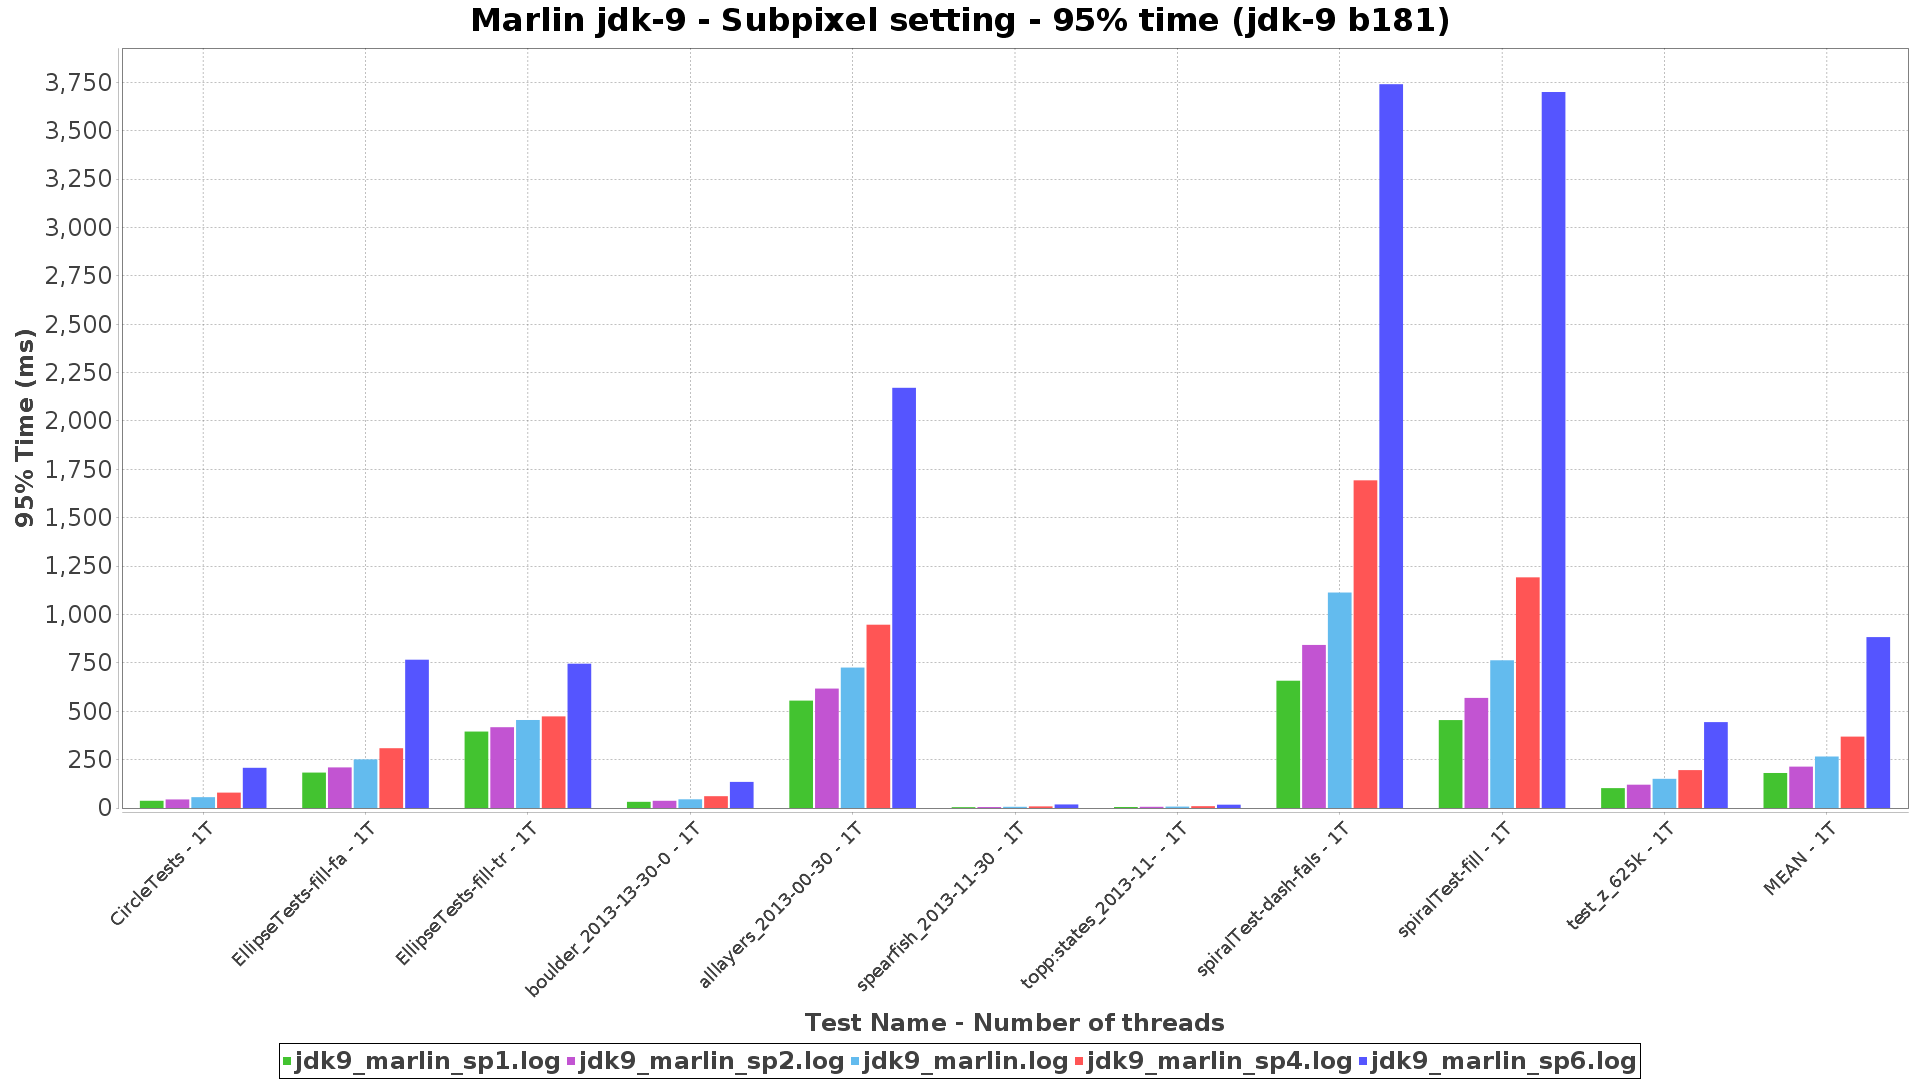 Marlin jdk-9 - Subpixel setting - 95% time (jdk-9 b181)
95% Time (ms)
3,750
3,500
3,250
3,000
2,750
2,500
2,250
2,000
1,750
1,500
1,250
1,000
750
500
250
0
CircleTests - 1T
EllipseTests-fill-fa - 1T
EllipseTests-fill-tr - 1T
boulder_2013-13-30-0 - 1T
alllayers_2013-00-30 - 1T
spearfish_2013-11-30 - 1T
topp:states_2013-11- - 1T
spiralTest-dash-fals - 1T
spiralTest-fill - 1T
test_z_625k - 1T
MEAN - 1T
Test Name - Number of threads
jdk9_marlin_sp1.log jdk9_marlin_sp2.log jdk9_marlin.log jdk9_marlin_sp4.log jdk9_marlin_sp6.log